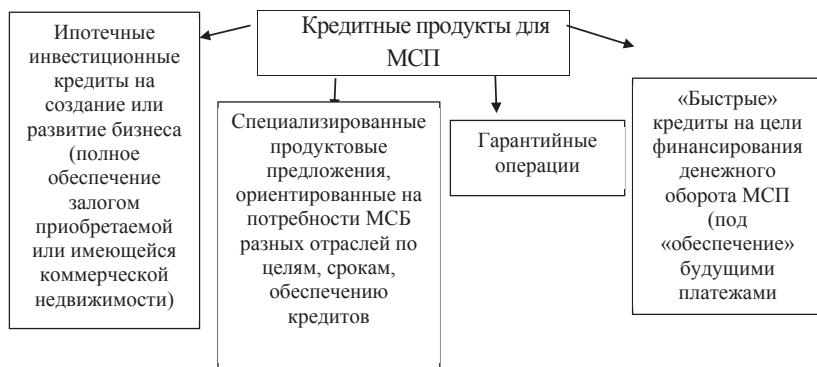 Кредитные продукты для
МСП
Ипотечные
инвестиционные
кредиты на
создание или
развитие бизнеса
(полное
обеспечение
залогом
приобретаемой
или имеющейся
коммерческой
недвижимости)
Специализированные
продуктовые
предложения,
ориентированные на
потребности МСБ
разных отраслей по
целям, срокам,
обеспечению
кредитов
Гарантийные
операции
«Быстрые»
кредиты на цели
финансирования
денежного
оборота МСП
(под
«обеспечение»
будущими
платежами